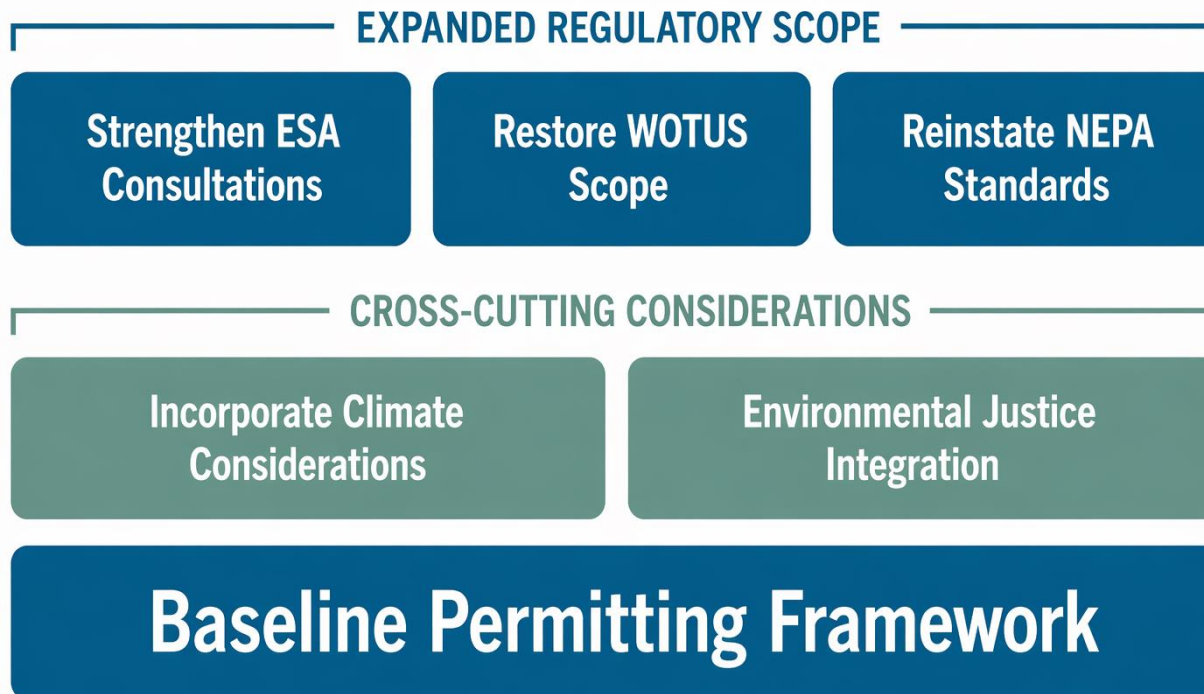 EXPANDED REGULATORY SCOPE
Strengthen ESA
Consultations
Restore WOTUS
Scope
Reinstate NEPA
Standards
CROSS-CUTTING CONSIDERATIONS
Incorporate Climate
Considerations
Environmental Justice
Integration
Baseline Permitting Framework